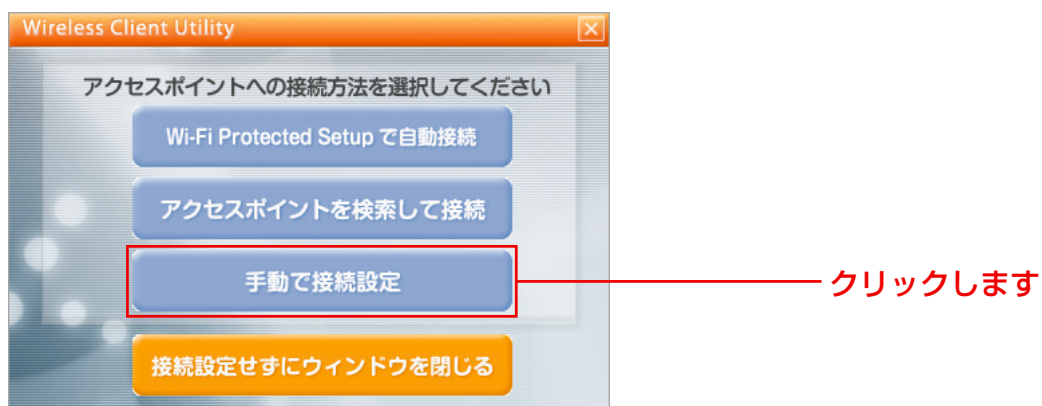 Wireless Client Utility
アクセスポイントへの接続方法を選択してください
Wi-Fi Protected Setup で自動接続
アクセスポイントを検索して接続
手動で接続設定
クリックします
接続設定せずにウィンドウを閉じる